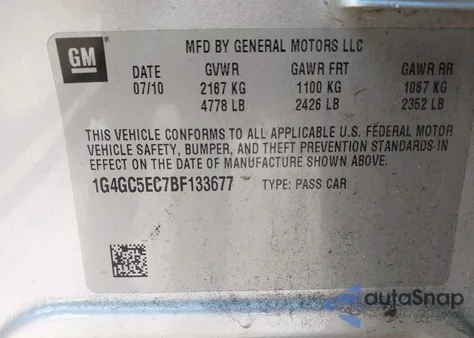 GM
MFD BY GENERAL MOTORS LLC
DATE GVWR GAWR FRT GAWR RR
07/10 2167 KG 1100 KG 1067 KG
4778 LB 2426 LB 2352 LB
THIS VEHICLE CONFORMS TO ALL APPLICABLE U.S. FEDERAL MOTOR
VEHICLE SAFETY, BUMPER, AND THEFT PREVENTION STANDARDS IN
EFFECT ON THE DATE OF MANUFACTURE SHOWN ABOVE.
1G4GC5EC7BF133677 TYPE: PASS CAR
autoSnap